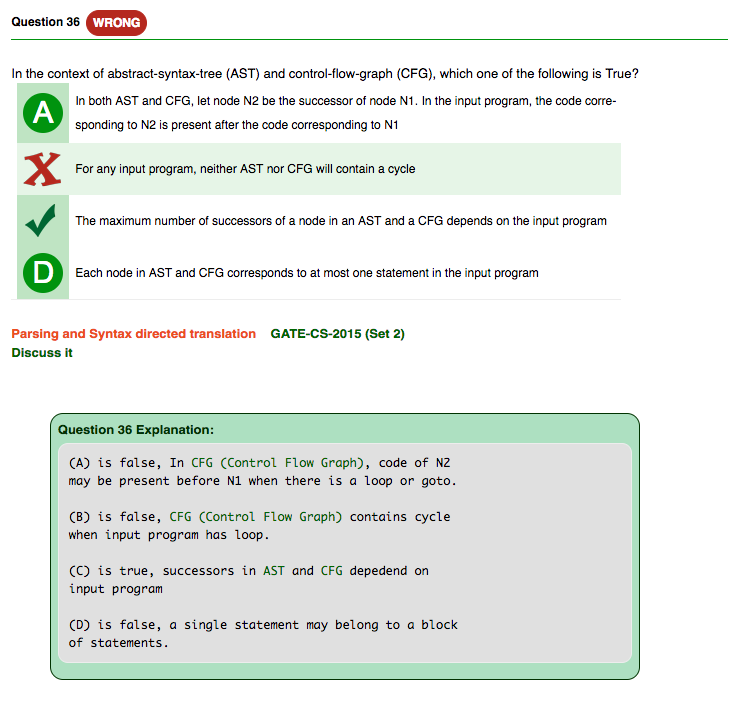 Question 36 WRONG
In the context of abstract-syntax-tree (AST) and control-flow-graph (CFG), which one of the following is True?
A In both AST and CFG, let node N2 be the successor of node N1. In the input program, the code corre-
sponding to N2 is present after the code corresponding to N1
X For any input program, neither AST nor CFG will contain a cycle
The maximum number of successors of a node in an AST and a CFG depends on the input program
D Each node in AST and CFG corresponds to at most one statement in the input program
Parsing and Syntax directed translation GATE-CS-2015 (Set 2)
Discuss it
Question 36 Explanation:
(A) is false, In CFG (Control Flow Graph), code of N2
may be present before N1 when there is a loop or goto.
(B) is false, CFG (Control Flow Graph) contains cycle
when input program has loop.
(C) is true, successors in AST and CFG depedend on
input program
(D) is false, a single statement may belong to a block
of statements.